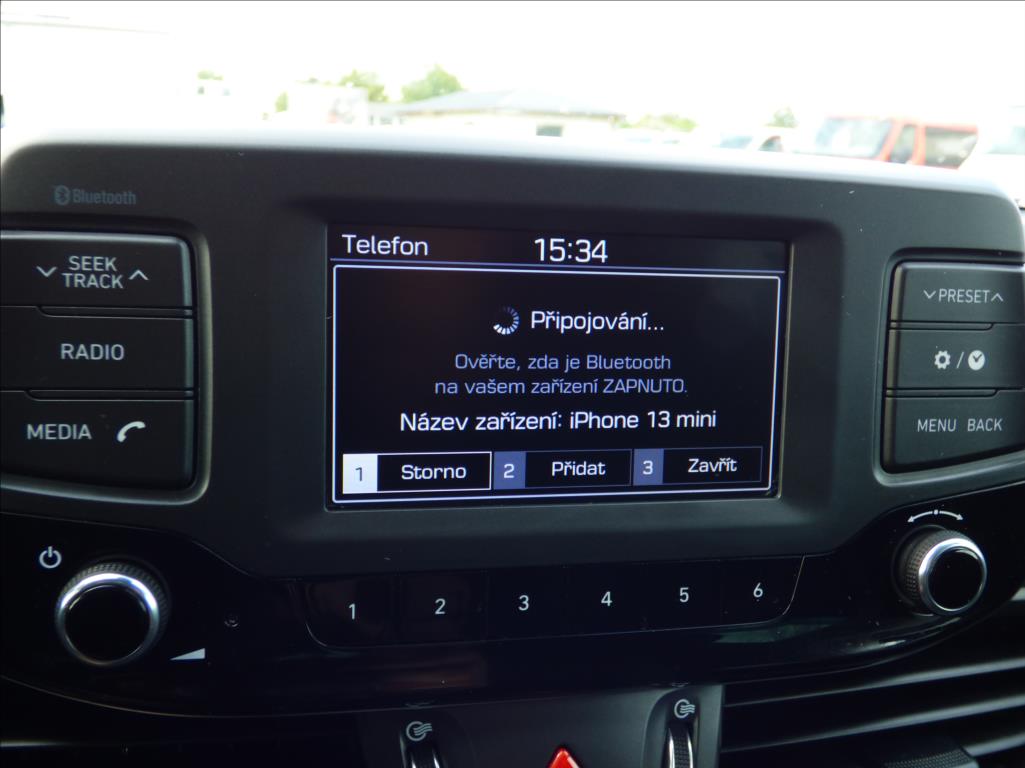 Bluetooth
SEEK
TRACK
RADIO
MEDIA
Telefon 15:34
Připojování...
Ověřte, zda je Bluetooth
na vašem zařízení ZAPNUTO.
Název zařízení: iPhone 13 mini
1 Storno 2 Přidat 3 Zavřít
PRESET
/
MENU BACK
1 2 3 4 5 6